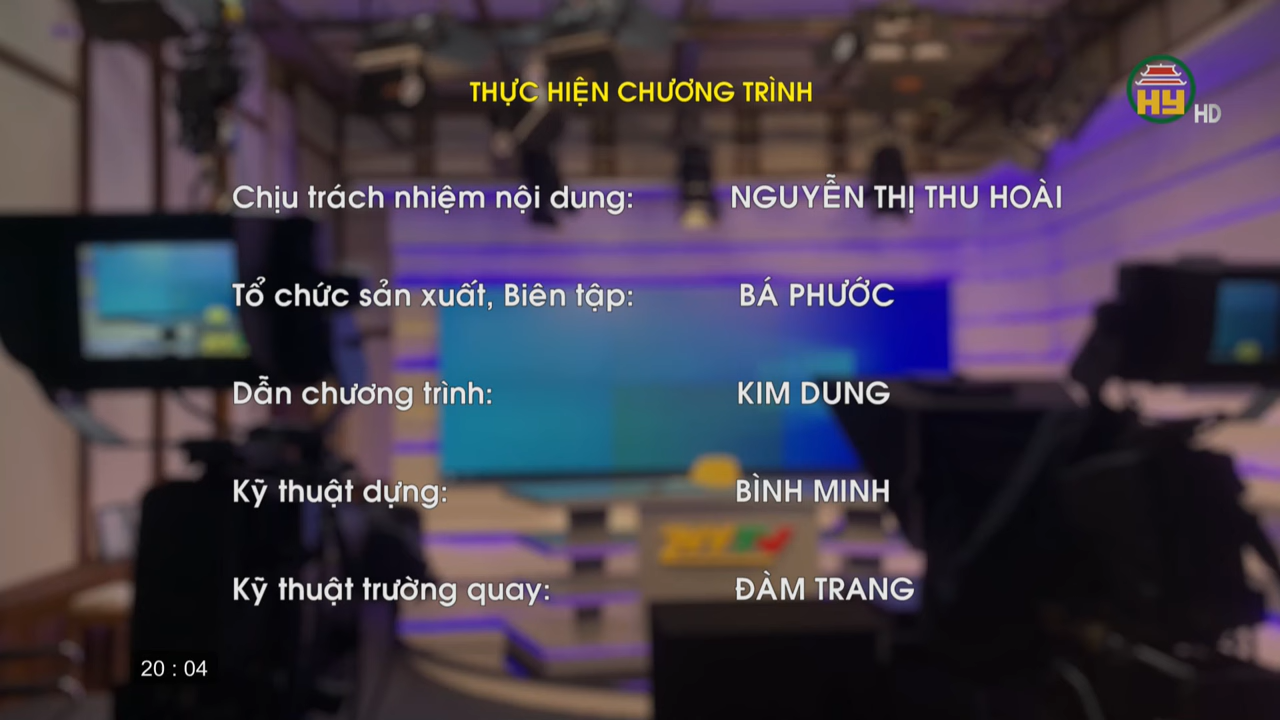 THỰC HIỆN CHƯƠNG TRÌNH
HY HD
Chịu trách nhiệm nội dung: NGUYỄN THỊ THU HOÀI
Tổ chức sản xuất, Biên tập: BÁ PHƯỚC
Dẫn chương trình: KIM DUNG
Kỹ thuật dựng: BÌNH MINH
Kỹ thuật trường quay: ĐÀM TRANG
20 : 04